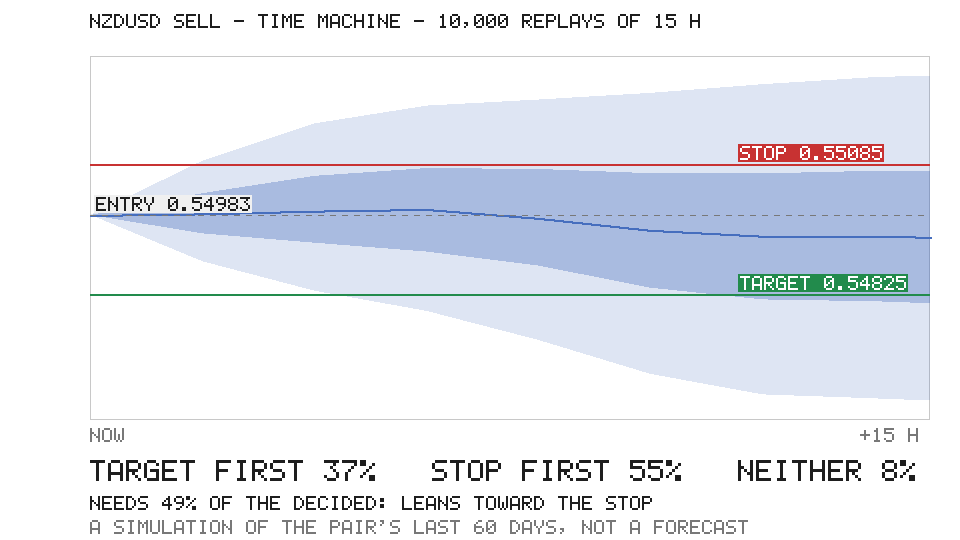 NZDUSD SELL - TIME MACHINE - 10,000 REPLAYS OF 15 H
STOP 0.55085
ENTRY 0.54983
TARGET 0.54825
NOW +15 H
TARGET FIRST 37% STOP FIRST 55% NEITHER 8%
NEEDS 49% OF THE DECIDED: LEANS TOWARD THE STOP
A SIMULATION OF THE PAIR'S LAST 60 DAYS, NOT A FORECAST